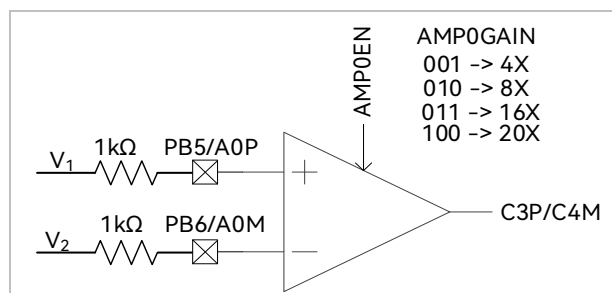 AMP0EN
AMP0GAIN
001 -> 4X
010 -> 8X
011 -> 16X
100 -> 20X
V1
1kΩ
PB5/A0P
+
V2
1kΩ
PB6/A0M
−
C3P/C4M